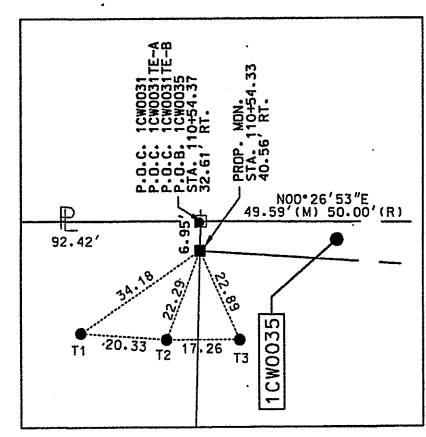 P.O.C. 1CW0031
P.O.C. 1CW0031TE-A
P.O.C. 1CW0031TE-B
P.O.B. 1CW0035
STA. 110+54.37
32.61' RT.
PROP. MON.
STA. 110+54.33
40.56' RT.
N00°26'53"E
49.59'(M) 50.00'(R)
PL
92.42'
6.95'
34.18
22.29
22.89
20.33
17.26
T1
T2
T3
1CW0035